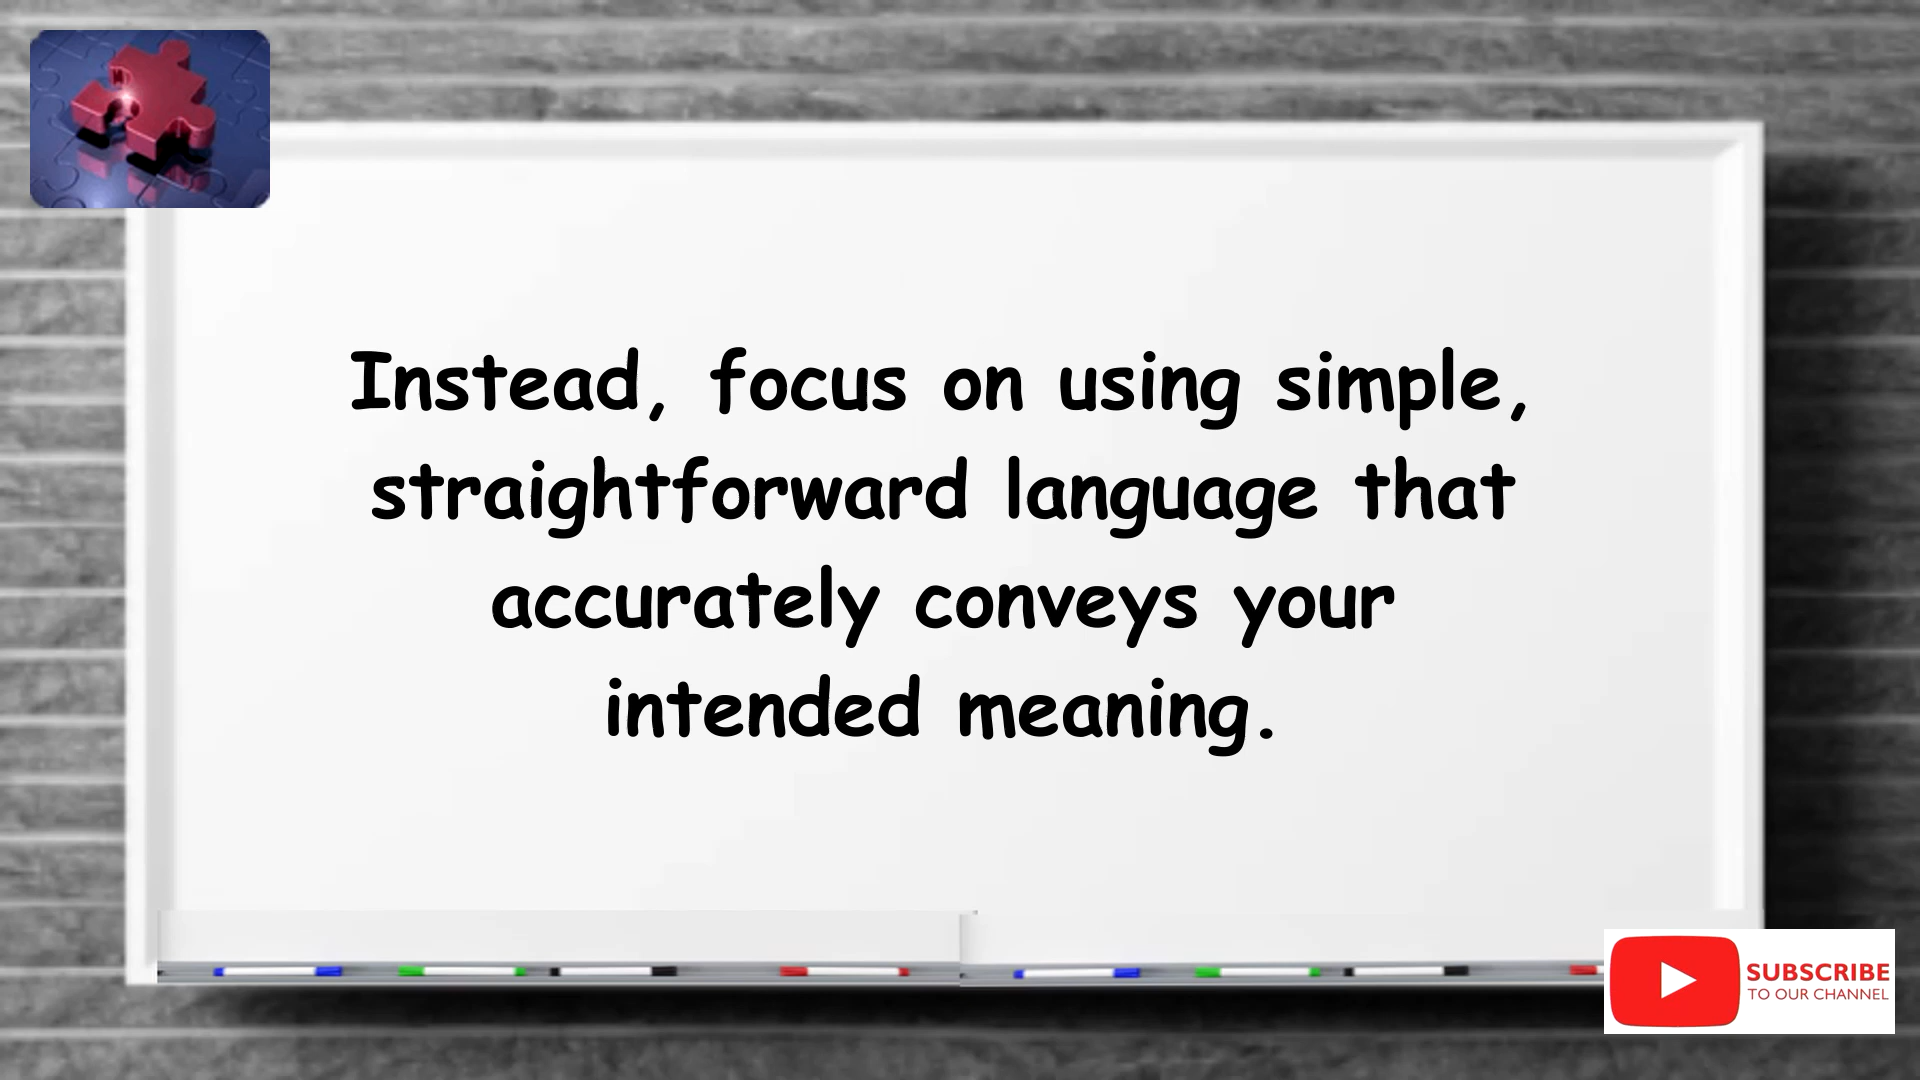 Instead, focus on using simple,
straightforward language that
accurately conveys your
intended meaning.
SUBSCRIBE
TO OUR CHANNEL